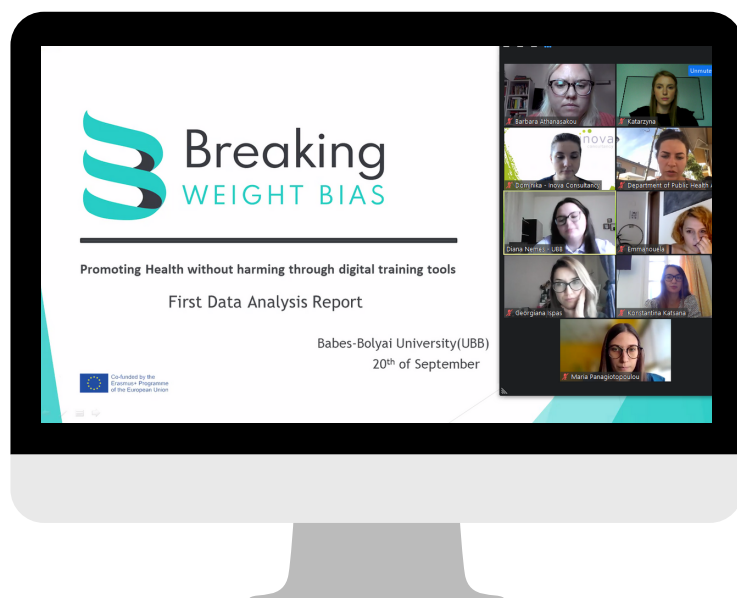 Breaking
WEIGHT BIAS
Promoting Health without harming through digital training tools
First Data Analysis Report
Babes-Bolyai University(UBB)
20th of September
Co-funded by the
Erasmus+ Programme
of the European Union
Unmute
Barbara Athanasakou
Katarzyna
inova
Dominika - Inova Consultancy
Department of Public Health
Diana Nemes - UBB
Emmanouela
Georgiana Ispas
Konstantina Katsana
Maria Panagiotopoulou